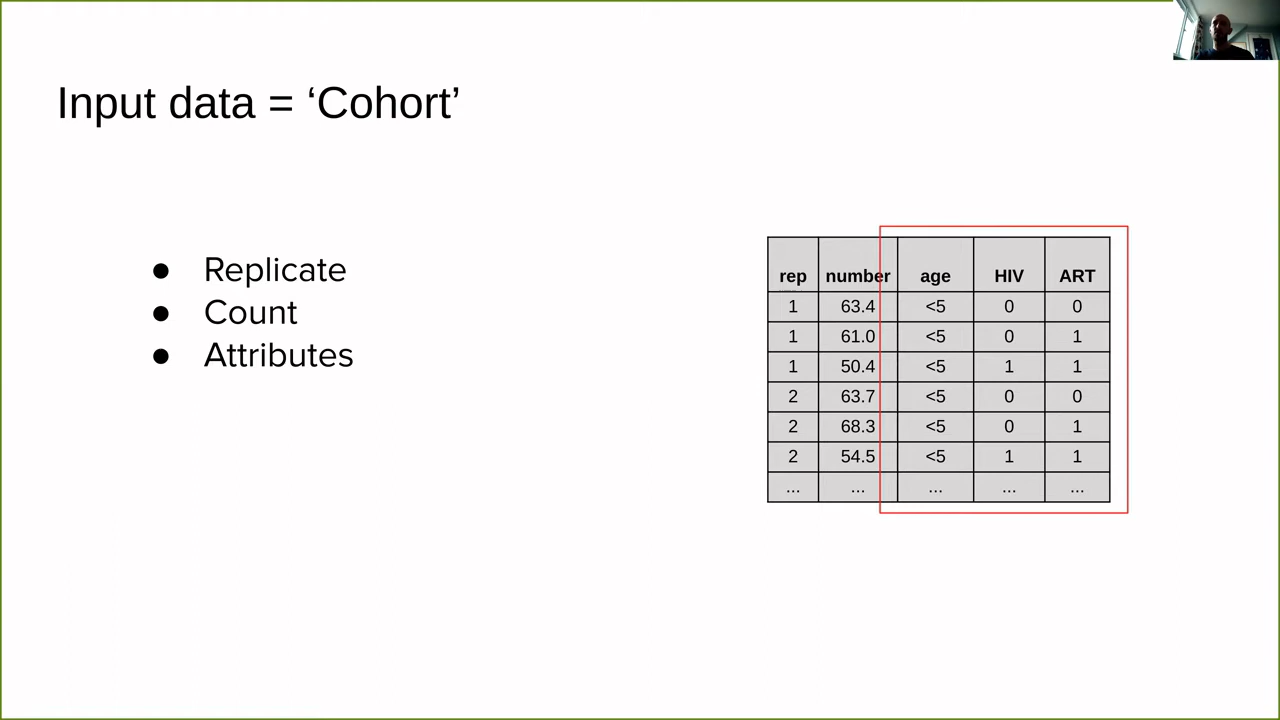 Input data = ‘Cohort’
● Replicate
● Count
● Attributes
rep number age HIV ART
1 63.4 <5 0 0
1 61.0 <5 0 1
1 50.4 <5 1 1
2 63.7 <5 0 0
2 68.3 <5 0 1
2 54.5 <5 1 1
... ... ... ... ...